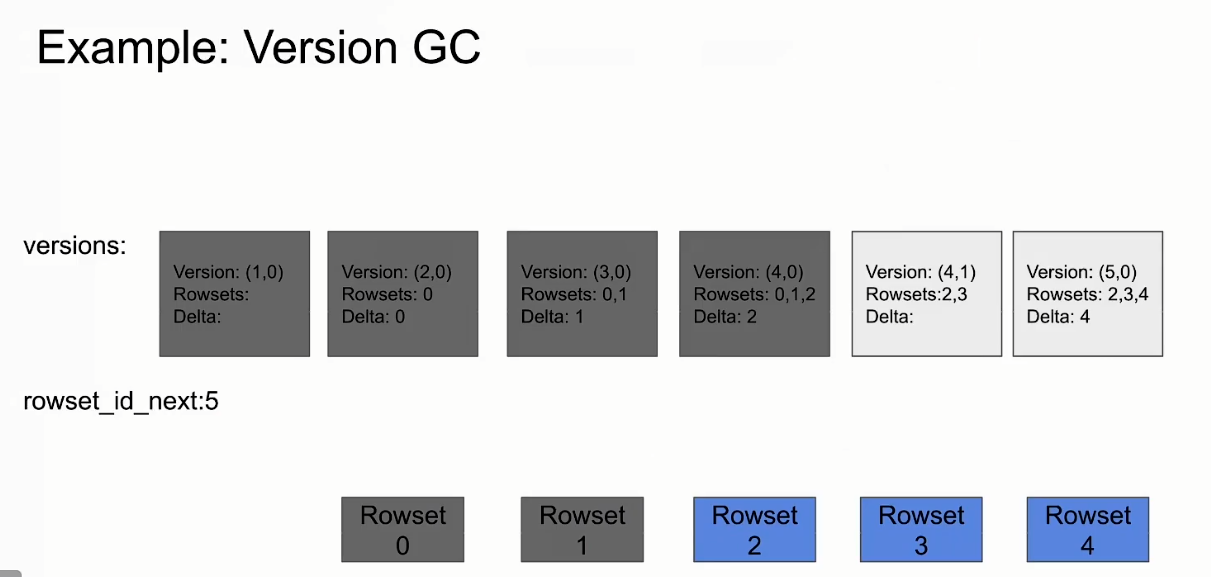 Example: Version GC
versions:
Version: (1,0)
Rowsets:
Delta:
Version: (2,0)
Rowsets: 0
Delta: 0
Version: (3,0)
Rowsets: 0,1
Delta: 1
Version: (4,0)
Rowsets: 0,1,2
Delta: 2
Version: (4,1)
Rowsets:2,3
Delta:
Version: (5,0)
Rowsets: 2,3,4
Delta: 4
rowset_id_next:5
Rowset
0
Rowset
1
Rowset
2
Rowset
3
Rowset
4